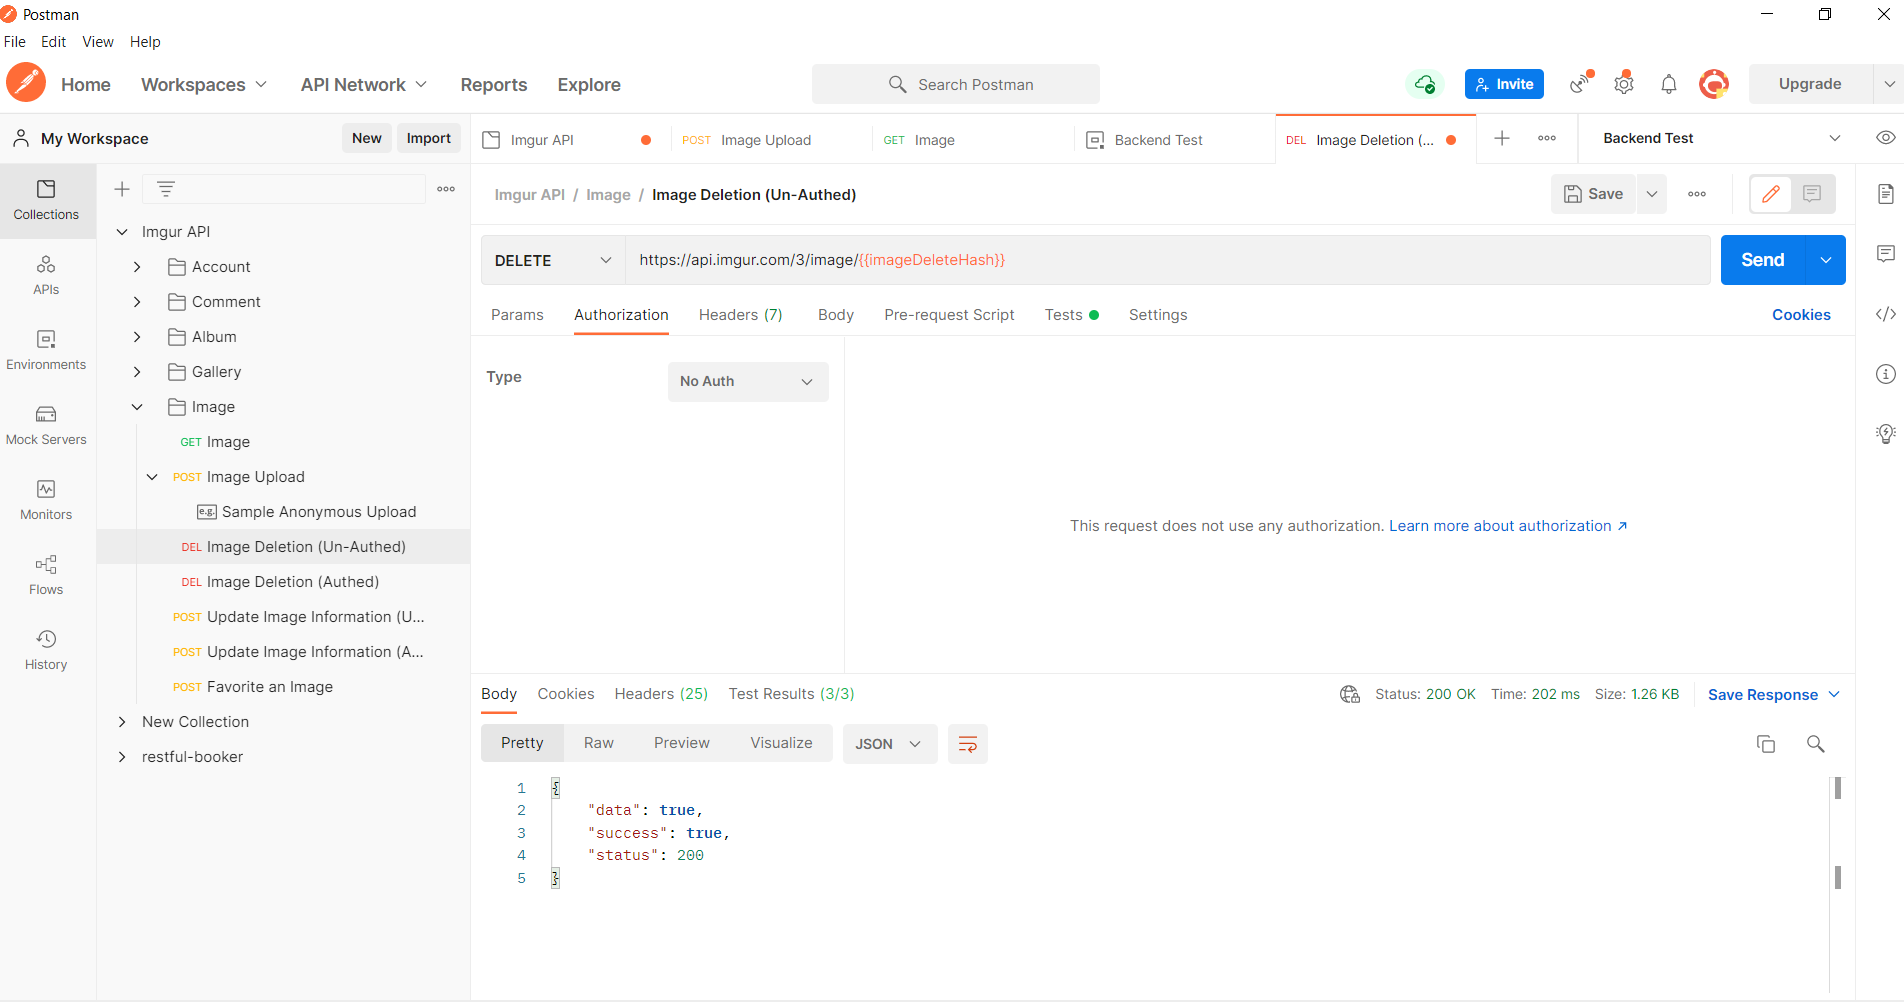 Postman
File Edit View Help
Home Workspaces API Network Reports Explore Search Postman Invite Upgrade
My Workspace New Import Imgur API POST Image Upload GET Image Backend Test DEL Image Deletion (... Backend Test
Imgur API / Image / Image Deletion (Un-Authed) Save
Collections
APIs
Environments
Mock Servers
Monitors
Flows
History
Imgur API
Account
Comment
Album
Gallery
Image
GET Image
POST Image Upload
e.g. Sample Anonymous Upload
DEL Image Deletion (Un-Authed)
DEL Image Deletion (Authed)
POST Update Image Information (U...
POST Update Image Information (A...
POST Favorite an Image
New Collection
restful-booker
DELETE https://api.imgur.com/3/image/{{imageDeleteHash}} Send
Params Authorization Headers (7) Body Pre-request Script Tests Settings Cookies
Type No Auth
This request does not use any authorization. Learn more about authorization ↗
Body Cookies Headers (25) Test Results (3/3) Status: 200 OK Time: 202 ms Size: 1.26 KB Save Response
Pretty Raw Preview Visualize JSON
1 {
2 "data": true,
3 "success": true,
4 "status": 200
5 }